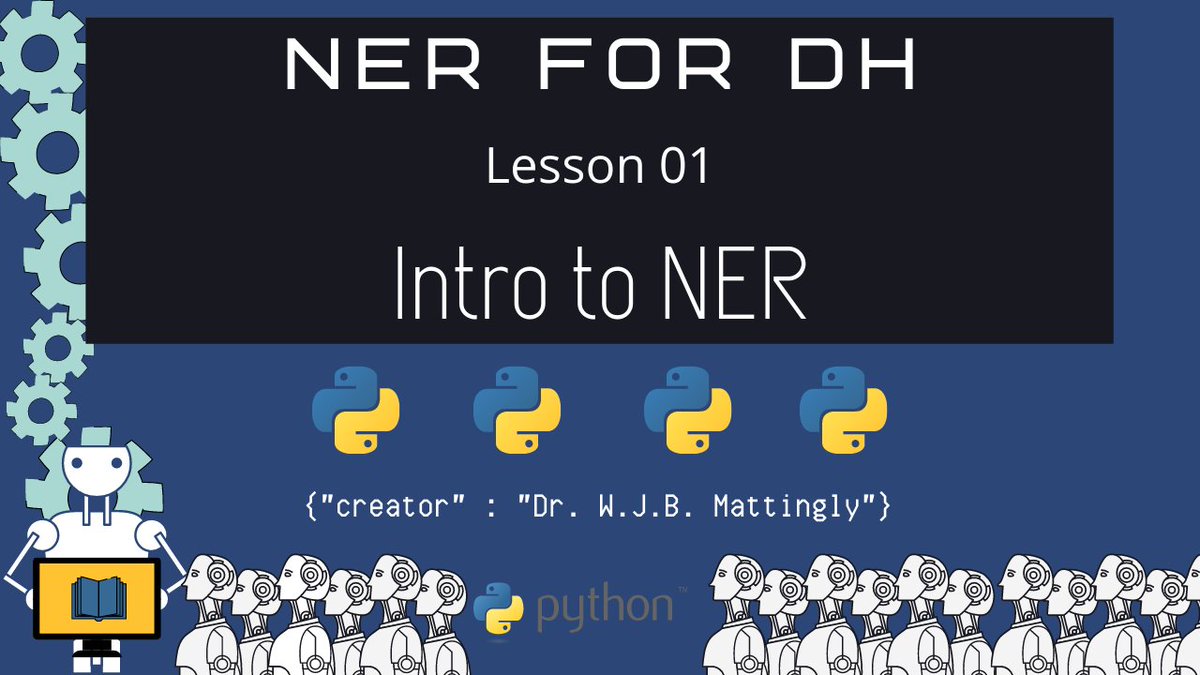 NER FOR DH
Lesson 01
Intro to NER
{"creator" : "Dr. W.J.B. Mattingly"}
python™